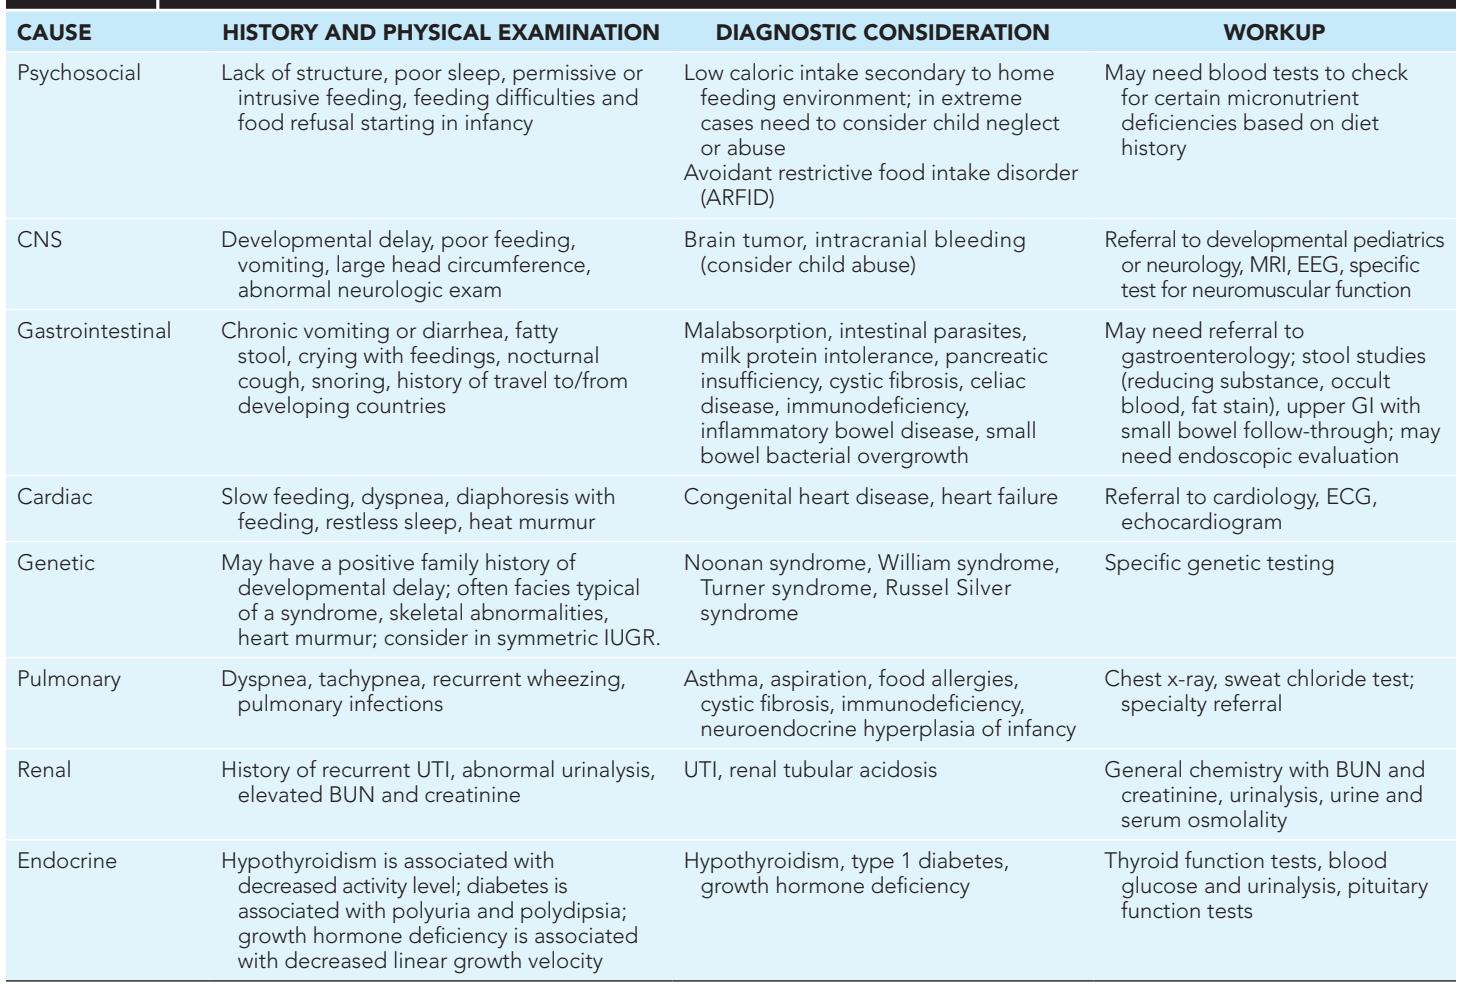 CAUSE HISTORY AND PHYSICAL EXAMINATION DIAGNOSTIC CONSIDERATION WORKUP
Psychosocial
Lack of structure, poor sleep, permissive or
intrusive feeding, feeding difficulties and
food refusal starting in infancy
Low caloric intake secondary to home
feeding environment; in extreme
cases need to consider child neglect
or abuse
Avoidant restrictive food intake disorder
(ARFID)
May need blood tests to check
for certain micronutrient
deficiencies based on diet
history
CNS
Developmental delay, poor feeding,
vomiting, large head circumference,
abnormal neurologic exam
Brain tumor, intracranial bleeding
(consider child abuse)
Referral to developmental pediatrics
or neurology, MRI, EEG, specific
test for neuromuscular function
Gastrointestinal
Chronic vomiting or diarrhea, fatty
stool, crying with feedings, nocturnal
cough, snoring, history of travel to/from
developing countries
Malabsorption, intestinal parasites,
milk protein intolerance, pancreatic
insufficiency, cystic fibrosis, celiac
disease, immunodeficiency,
inflammatory bowel disease, small
bowel bacterial overgrowth
May need referral to
gastroenterology; stool studies
(reducing substance, occult
blood, fat stain), upper GI with
small bowel follow-through; may
need endoscopic evaluation
Cardiac
Slow feeding, dyspnea, diaphoresis with
feeding, restless sleep, heat murmur
Congenital heart disease, heart failure
Referral to cardiology, ECG,
echocardiogram
Genetic
May have a positive family history of
developmental delay; often facies typical
of a syndrome, skeletal abnormalities,
heart murmur; consider in symmetric IUGR.
Noonan syndrome, William syndrome,
Turner syndrome, Russel Silver
syndrome
Specific genetic testing
Pulmonary
Dyspnea, tachypnea, recurrent wheezing,
pulmonary infections
Asthma, aspiration, food allergies,
cystic fibrosis, immunodeficiency,
neuroendocrine hyperplasia of infancy
Chest x-ray, sweat chloride test;
specialty referral
Renal
History of recurrent UTI, abnormal urinalysis,
elevated BUN and creatinine
UTI, renal tubular acidosis
General chemistry with BUN and
creatinine, urinalysis, urine and
serum osmolality
Endocrine
Hypothyroidism is associated with
decreased activity level; diabetes is
associated with polyuria and polydipsia;
growth hormone deficiency is associated
with decreased linear growth velocity
Hypothyroidism, type 1 diabetes,
growth hormone deficiency
Thyroid function tests, blood
glucose and urinalysis, pituitary
function tests